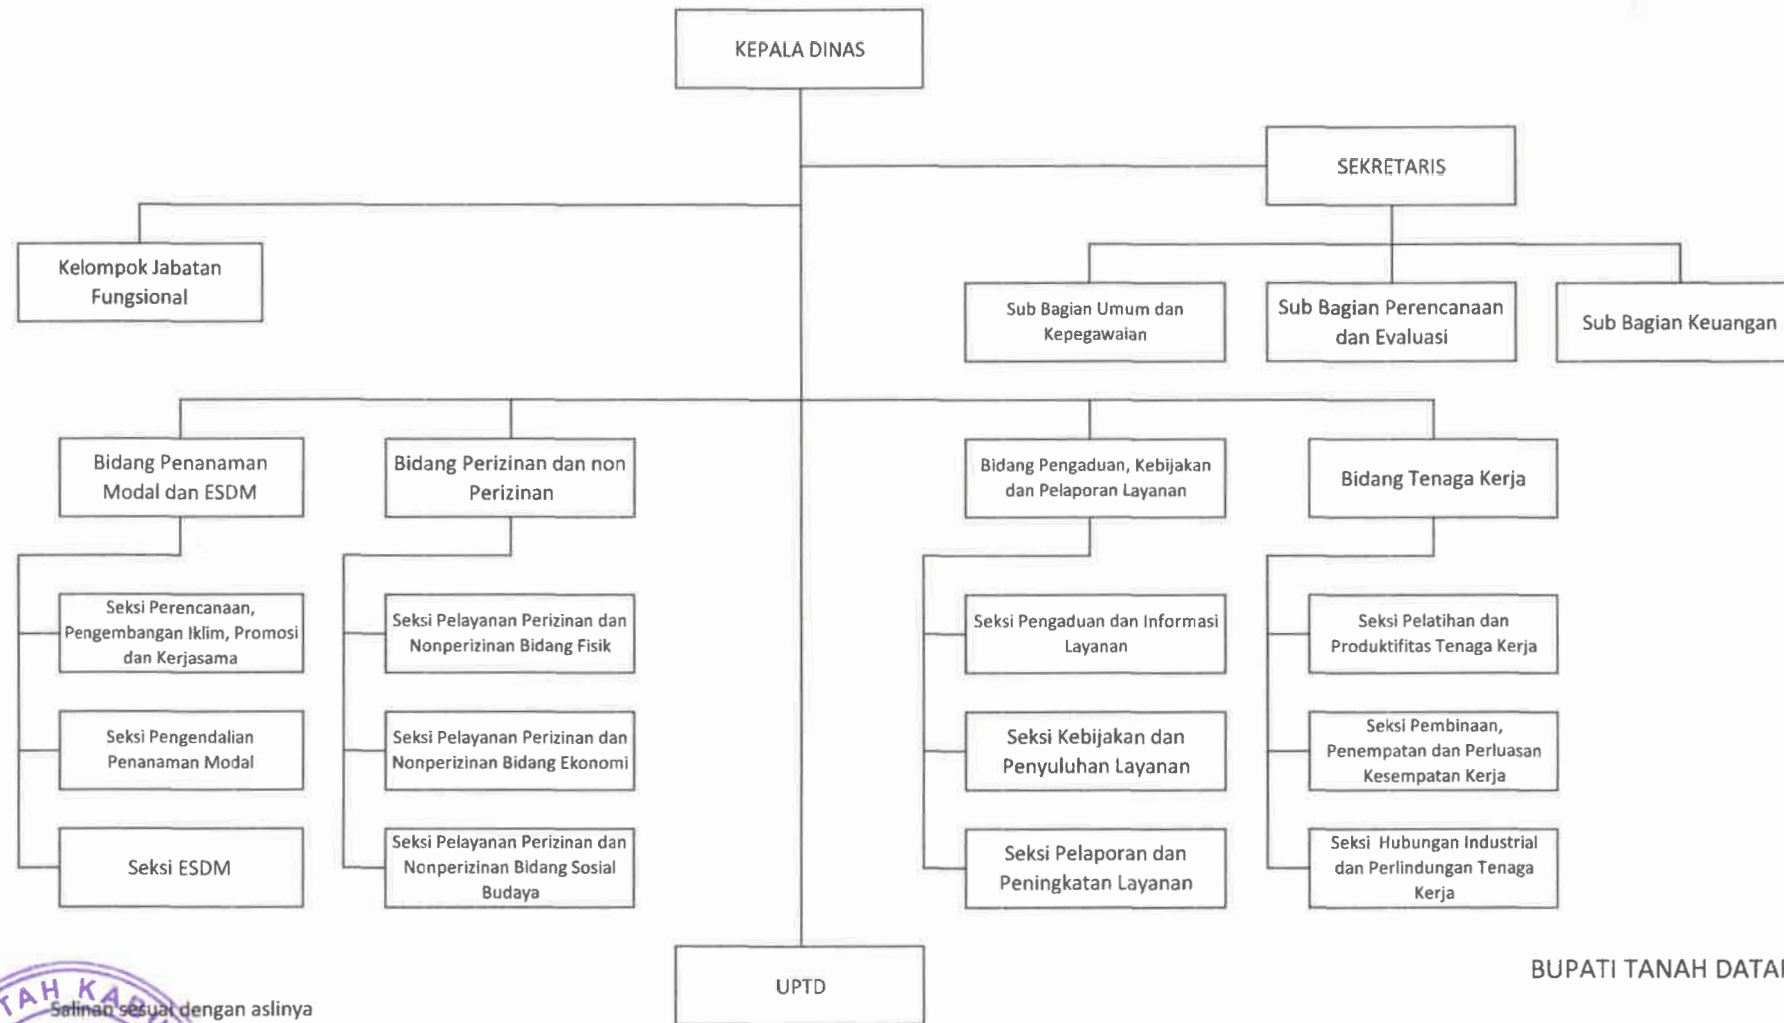 KEPALA DINAS
SEKRETARIS
Kelompok Jabatan
Fungsional
Sub Bagian Umum dan
Kepegawaian
Sub Bagian Perencanaan
dan Evaluasi
Sub Bagian Keuangan
Bidang Penanaman
Modal dan ESDM
Bidang Perizinan dan non
Perizinan
Bidang Pengaduan, Kebijakan
dan Pelaporan Layanan
Bidang Tenaga Kerja
Seksi Perencanaan,
Pengembangan Iklim, Promosi
dan Kerjasama
Seksi Pelayanan Perizinan dan
Nonperizinan Bidang Fisik
Seksi Pengaduan dan Informasi
Layanan
Seksi Pelatihan dan
Produktifitas Tenaga Kerja
Seksi Pengendalian
Penanaman Modal
Seksi Pelayanan Perizinan dan
Nonperizinan Bidang Ekonomi
Seksi Kebijakan dan
Penyuluhan Layanan
Seksi Pembinaan,
Penempatan dan Perluasan
Kesempatan Kerja
Seksi ESDM
Seksi Pelayanan Perizinan dan
Nonperizinan Bidang Sosial
Budaya
Seksi Pelaporan dan
Peningkatan Layanan
Seksi Hubungan Industrial
dan Perlindungan Tenaga
Kerja
UPTD
BUPATI TANAH DATAR
Salinan sesuai dengan aslinya